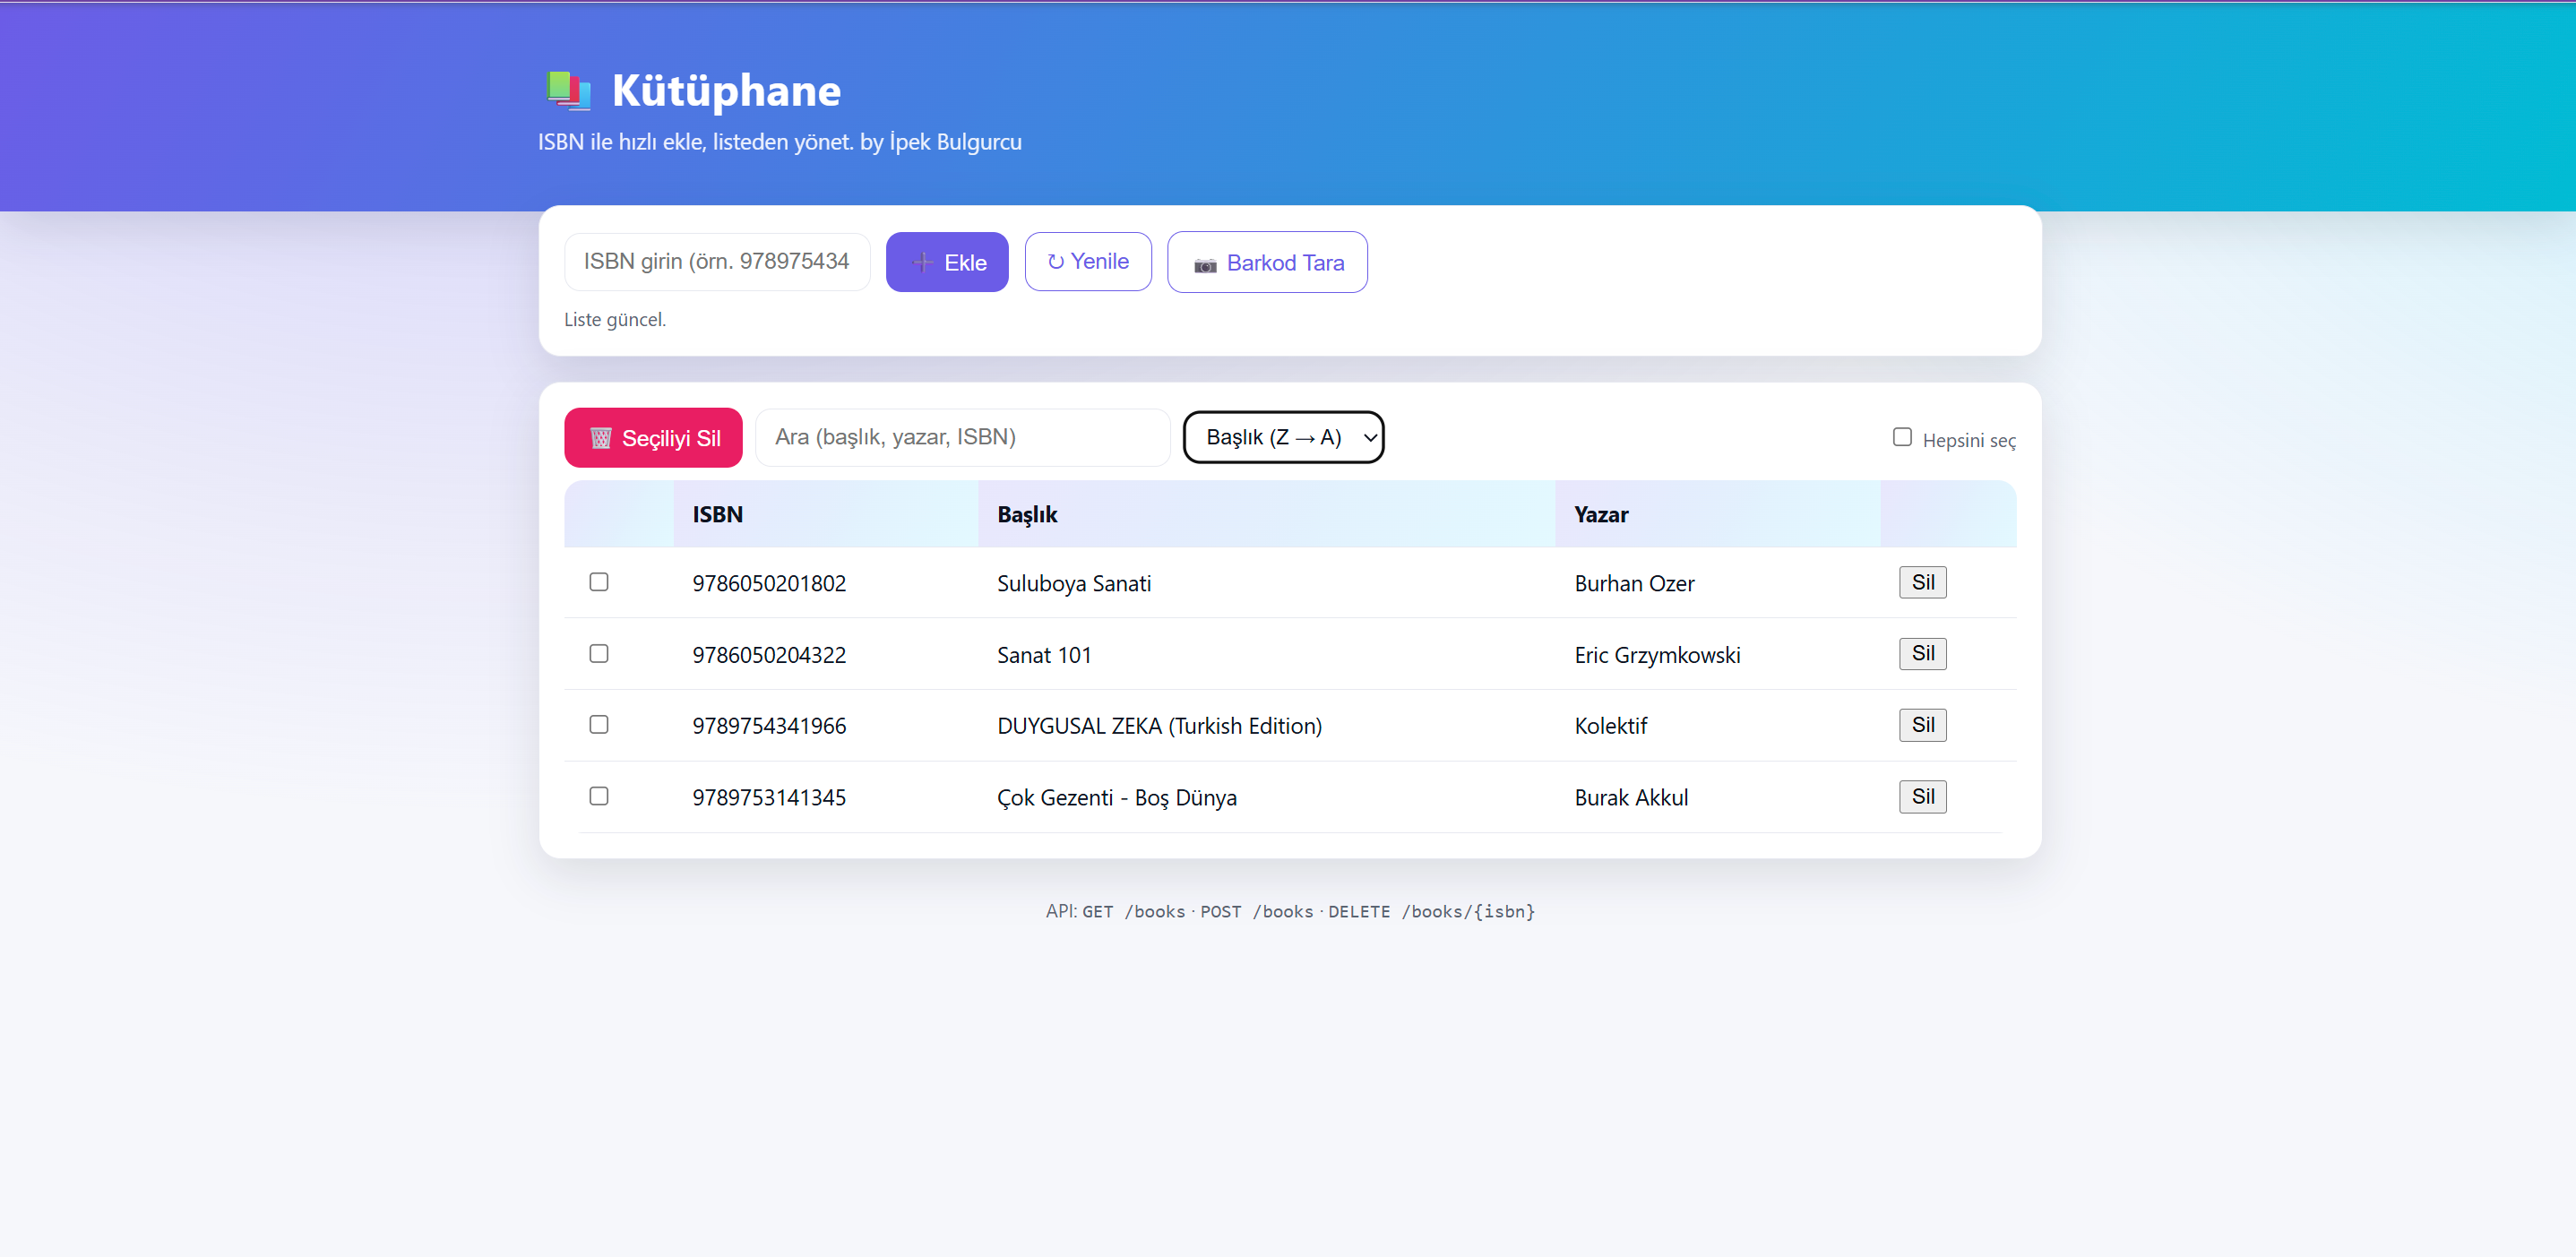 Kütüphane
ISBN ile hızlı ekle, listeden yönet. by İpek Bulgurcu
ISBN girin (örn. 978975434 ➕ Ekle ↻ Yenile 📷 Barkod Tara
Liste güncel.
🗑️ Seçiliyi Sil Ara (başlık, yazar, ISBN) Başlık (Z → A) Hepsini seç
ISBN Başlık Yazar
9786050201802 Suluboya Sanati Burhan Ozer Sil
9786050204322 Sanat 101 Eric Grzymkowski Sil
9789754341966 DUYGUSAL ZEKA (Turkish Edition) Kolektif Sil
9789753141345 Çok Gezenti - Boş Dünya Burak Akkul Sil
API: GET /books · POST /books · DELETE /books/{isbn}